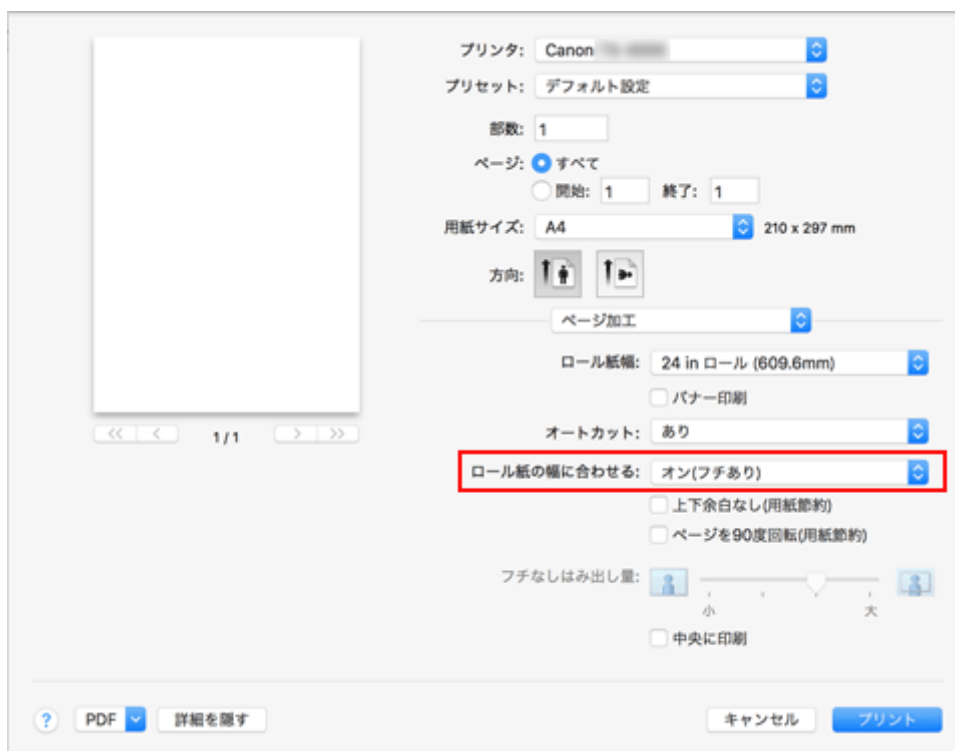 プリンタ: Canon
プリセット: デフォルト設定
部数: 1
ページ: すべて
開始: 1 終了: 1
用紙サイズ: A4 210 x 297 mm
方向:
ページ加工
ロール紙幅: 24 in ロール (609.6mm)
バナー印刷
<< < 1 / 1 > >>
オートカット: あり
ロール紙の幅に合わせる: オン(フチあり)
上下余白なし(用紙節約)
ページを90度回転(用紙節約)
フチなしはみ出し量:
小 大
中央に印刷
? PDF 詳細を隠す キャンセル プリント